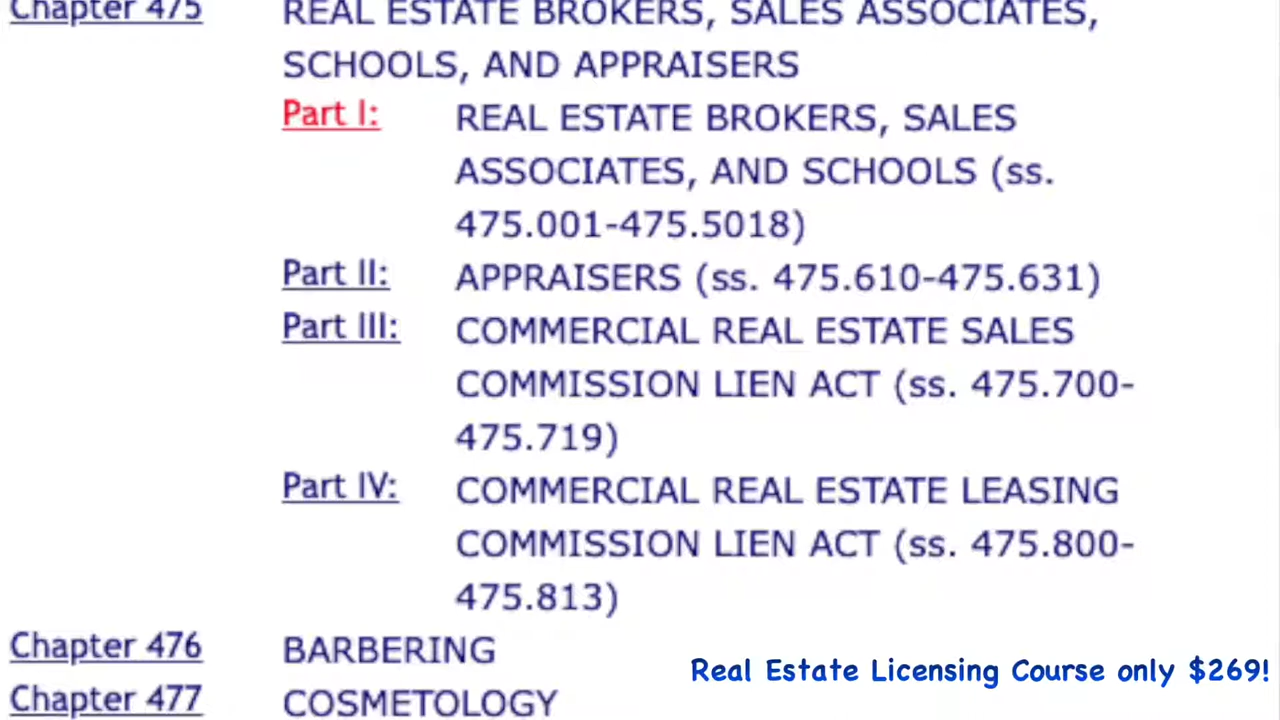 Chapter 475 REAL ESTATE BROKERS, SALES ASSOCIATES,
SCHOOLS, AND APPRAISERS
Part I: REAL ESTATE BROKERS, SALES
ASSOCIATES, AND SCHOOLS (ss.
475.001-475.5018)
Part II: APPRAISERS (ss. 475.610-475.631)
Part III: COMMERCIAL REAL ESTATE SALES
COMMISSION LIEN ACT (ss. 475.700-
475.719)
Part IV: COMMERCIAL REAL ESTATE LEASING
COMMISSION LIEN ACT (ss. 475.800-
475.813)
Chapter 476 BARBERING
Real Estate Licensing Course only $269!
Chapter 477 COSMETOLOGY